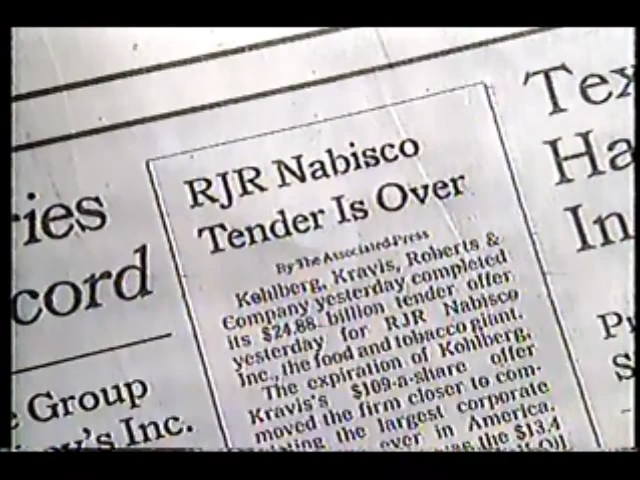 ries
cord
e Group
w's Inc.
RJR Nabisco
Tender Is Over
By The Associated Press
Kohlberg, Kravis, Roberts &
Company yesterday completed
its $24.88 billion tender offer
yesterday for RJR Nabisco
Inc., the food and tobacco giant.
The expiration of Kohlberg,
Kravis's $109-a-share offer
moved the firm closer to com-
the largest corporate
ever in America.
the $13.4
Tex
Ha
In
P
S